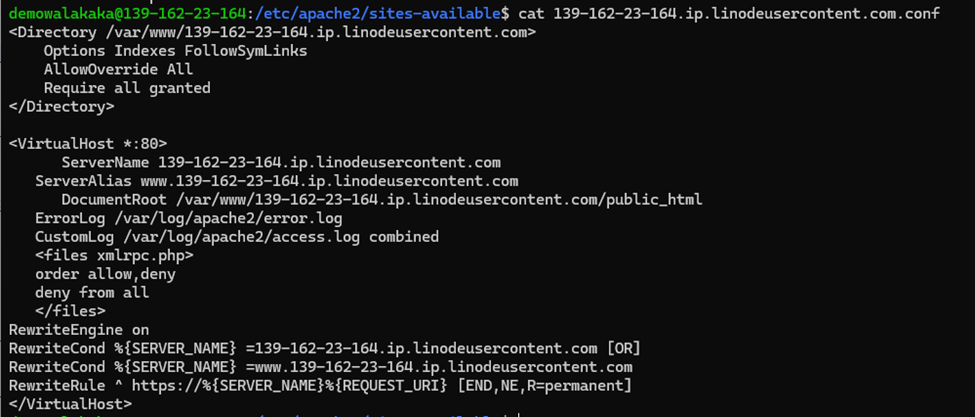 demowalakaka@139-162-23-164:/etc/apache2/sites-available$ cat 139-162-23-164.ip.linodeusercontent.com.conf
<Directory /var/www/139-162-23-164.ip.linodeusercontent.com>
    Options Indexes FollowSymLinks
    AllowOverride All
    Require all granted
</Directory>

<VirtualHost *:80>
      ServerName 139-162-23-164.ip.linodeusercontent.com
   ServerAlias www.139-162-23-164.ip.linodeusercontent.com
      DocumentRoot /var/www/139-162-23-164.ip.linodeusercontent.com/public_html
   ErrorLog /var/log/apache2/error.log
   CustomLog /var/log/apache2/access.log combined
   <files xmlrpc.php>
   order allow,deny
   deny from all
   </files>
RewriteEngine on
RewriteCond %{SERVER_NAME} =139-162-23-164.ip.linodeusercontent.com [OR]
RewriteCond %{SERVER_NAME} =www.139-162-23-164.ip.linodeusercontent.com
RewriteRule ^ https://%{SERVER_NAME}%{REQUEST_URI} [END,NE,R=permanent]
</VirtualHost>